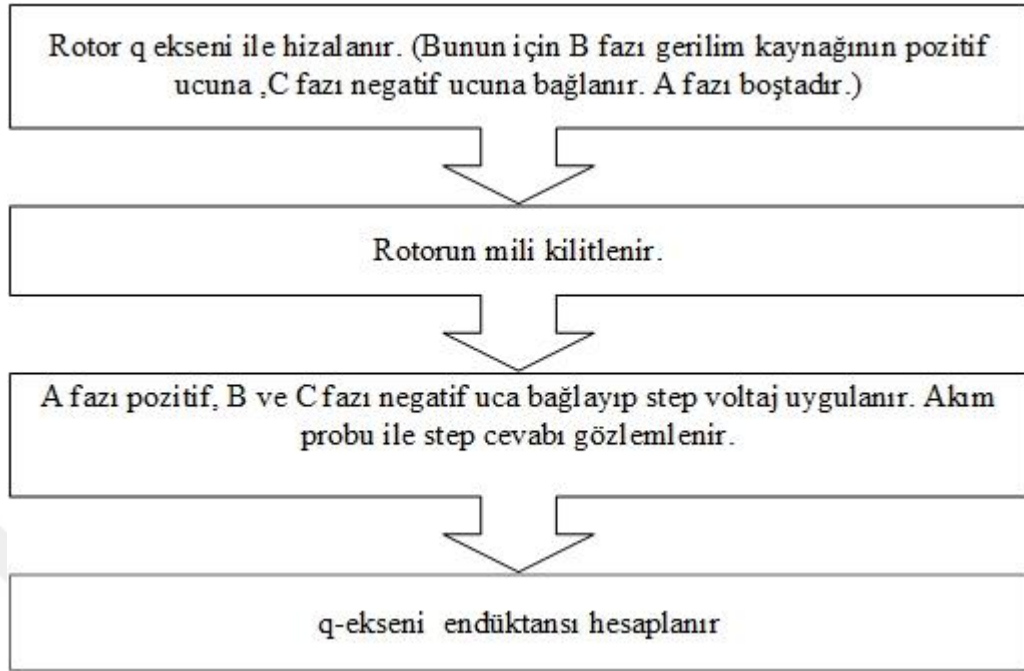 Rotor q ekseni ile hizalanır. (Bunun için B fazı gerilim kaynağının pozitif
ucuna ,C fazı negatif ucuna bağlanır. A fazı boştadır.)
Rotorun mili kilitlenir.
A fazı pozitif, B ve C fazı negatif uca bağlayıp step voltaj uygulanır. Akım
probu ile step cevabı gözlemlenir.
q-ekseni endüktansı hesaplanır